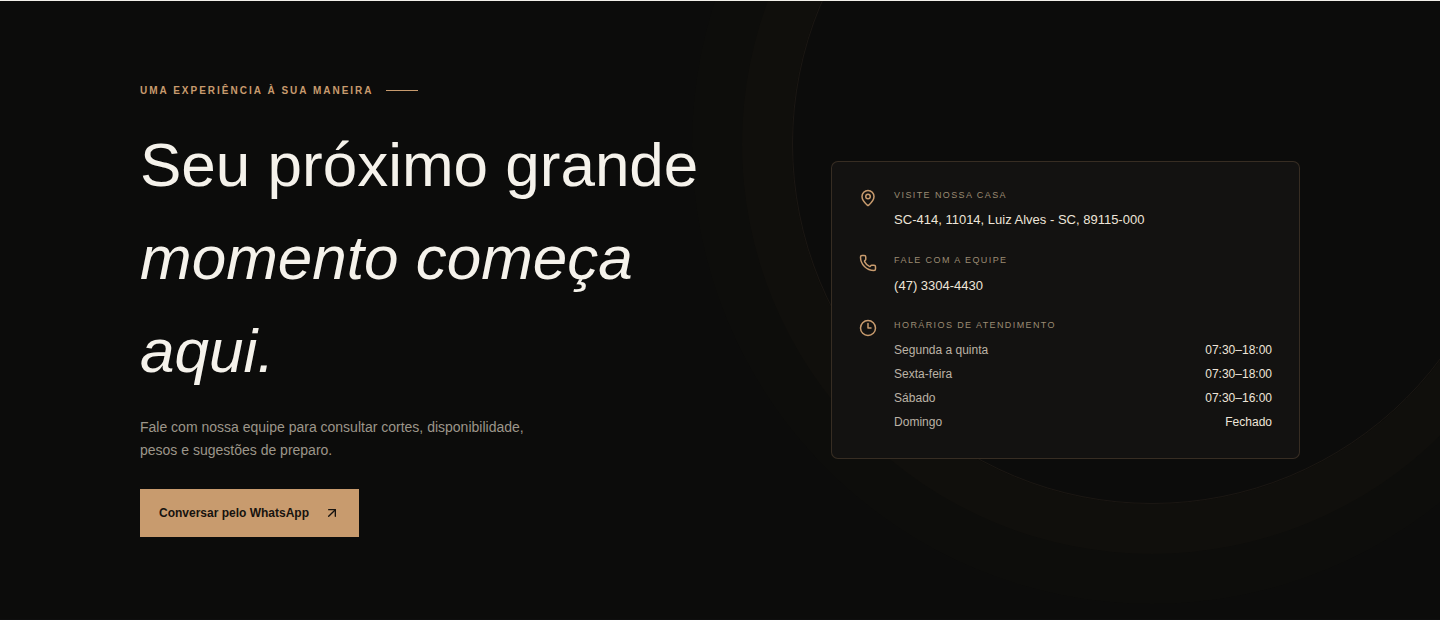 UMA EXPERIÊNCIA À SUA MANEIRA
Seu próximo grande
momento começa
aqui.
Fale com nossa equipe para consultar cortes, disponibilidade,
pesos e sugestões de preparo.
Conversar pelo WhatsApp
VISITE NOSSA CASA
SC-414, 11014, Luiz Alves - SC, 89115-000
FALE COM A EQUIPE
(47) 3304-4430
HORÁRIOS DE ATENDIMENTO
Segunda a quinta 07:30–18:00
Sexta-feira 07:30–18:00
Sábado 07:30–16:00
Domingo Fechado